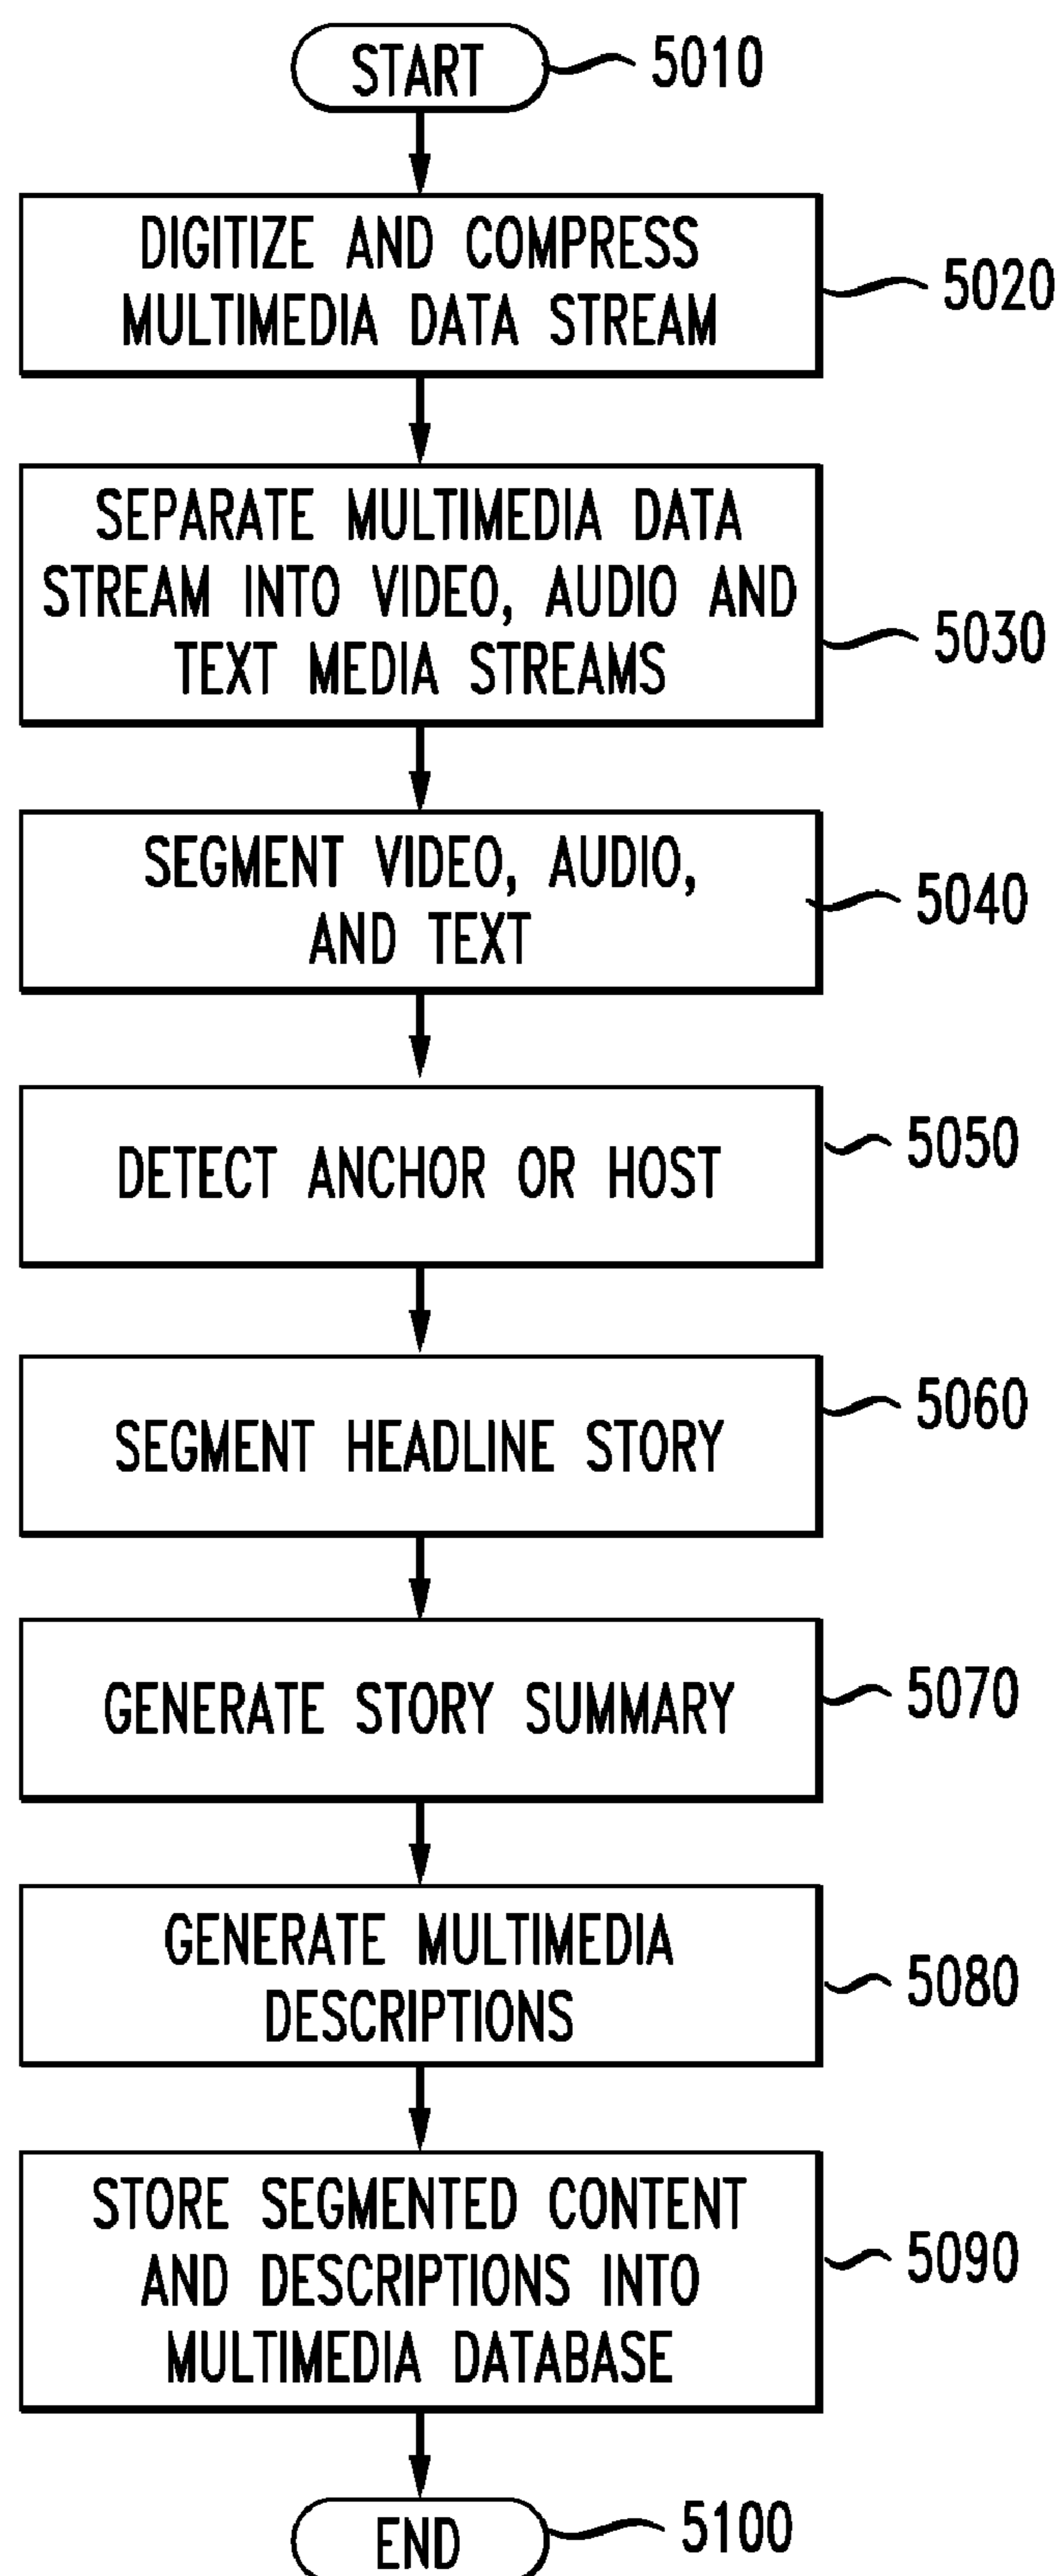 START
5010
DIGITIZE AND COMPRESS
MULTIMEDIA DATA STREAM
5020
SEPARATE MULTIMEDIA DATA
STREAM INTO VIDEO, AUDIO AND
TEXT MEDIA STREAMS
5030
SEGMENT VIDEO, AUDIO,
AND TEXT
5040
DETECT ANCHOR OR HOST
5050
SEGMENT HEADLINE STORY
5060
GENERATE STORY SUMMARY
5070
GENERATE MULTIMEDIA
DESCRIPTIONS
5080
STORE SEGMENTED CONTENT
AND DESCRIPTIONS INTO
MULTIMEDIA DATABASE
5090
END
5100